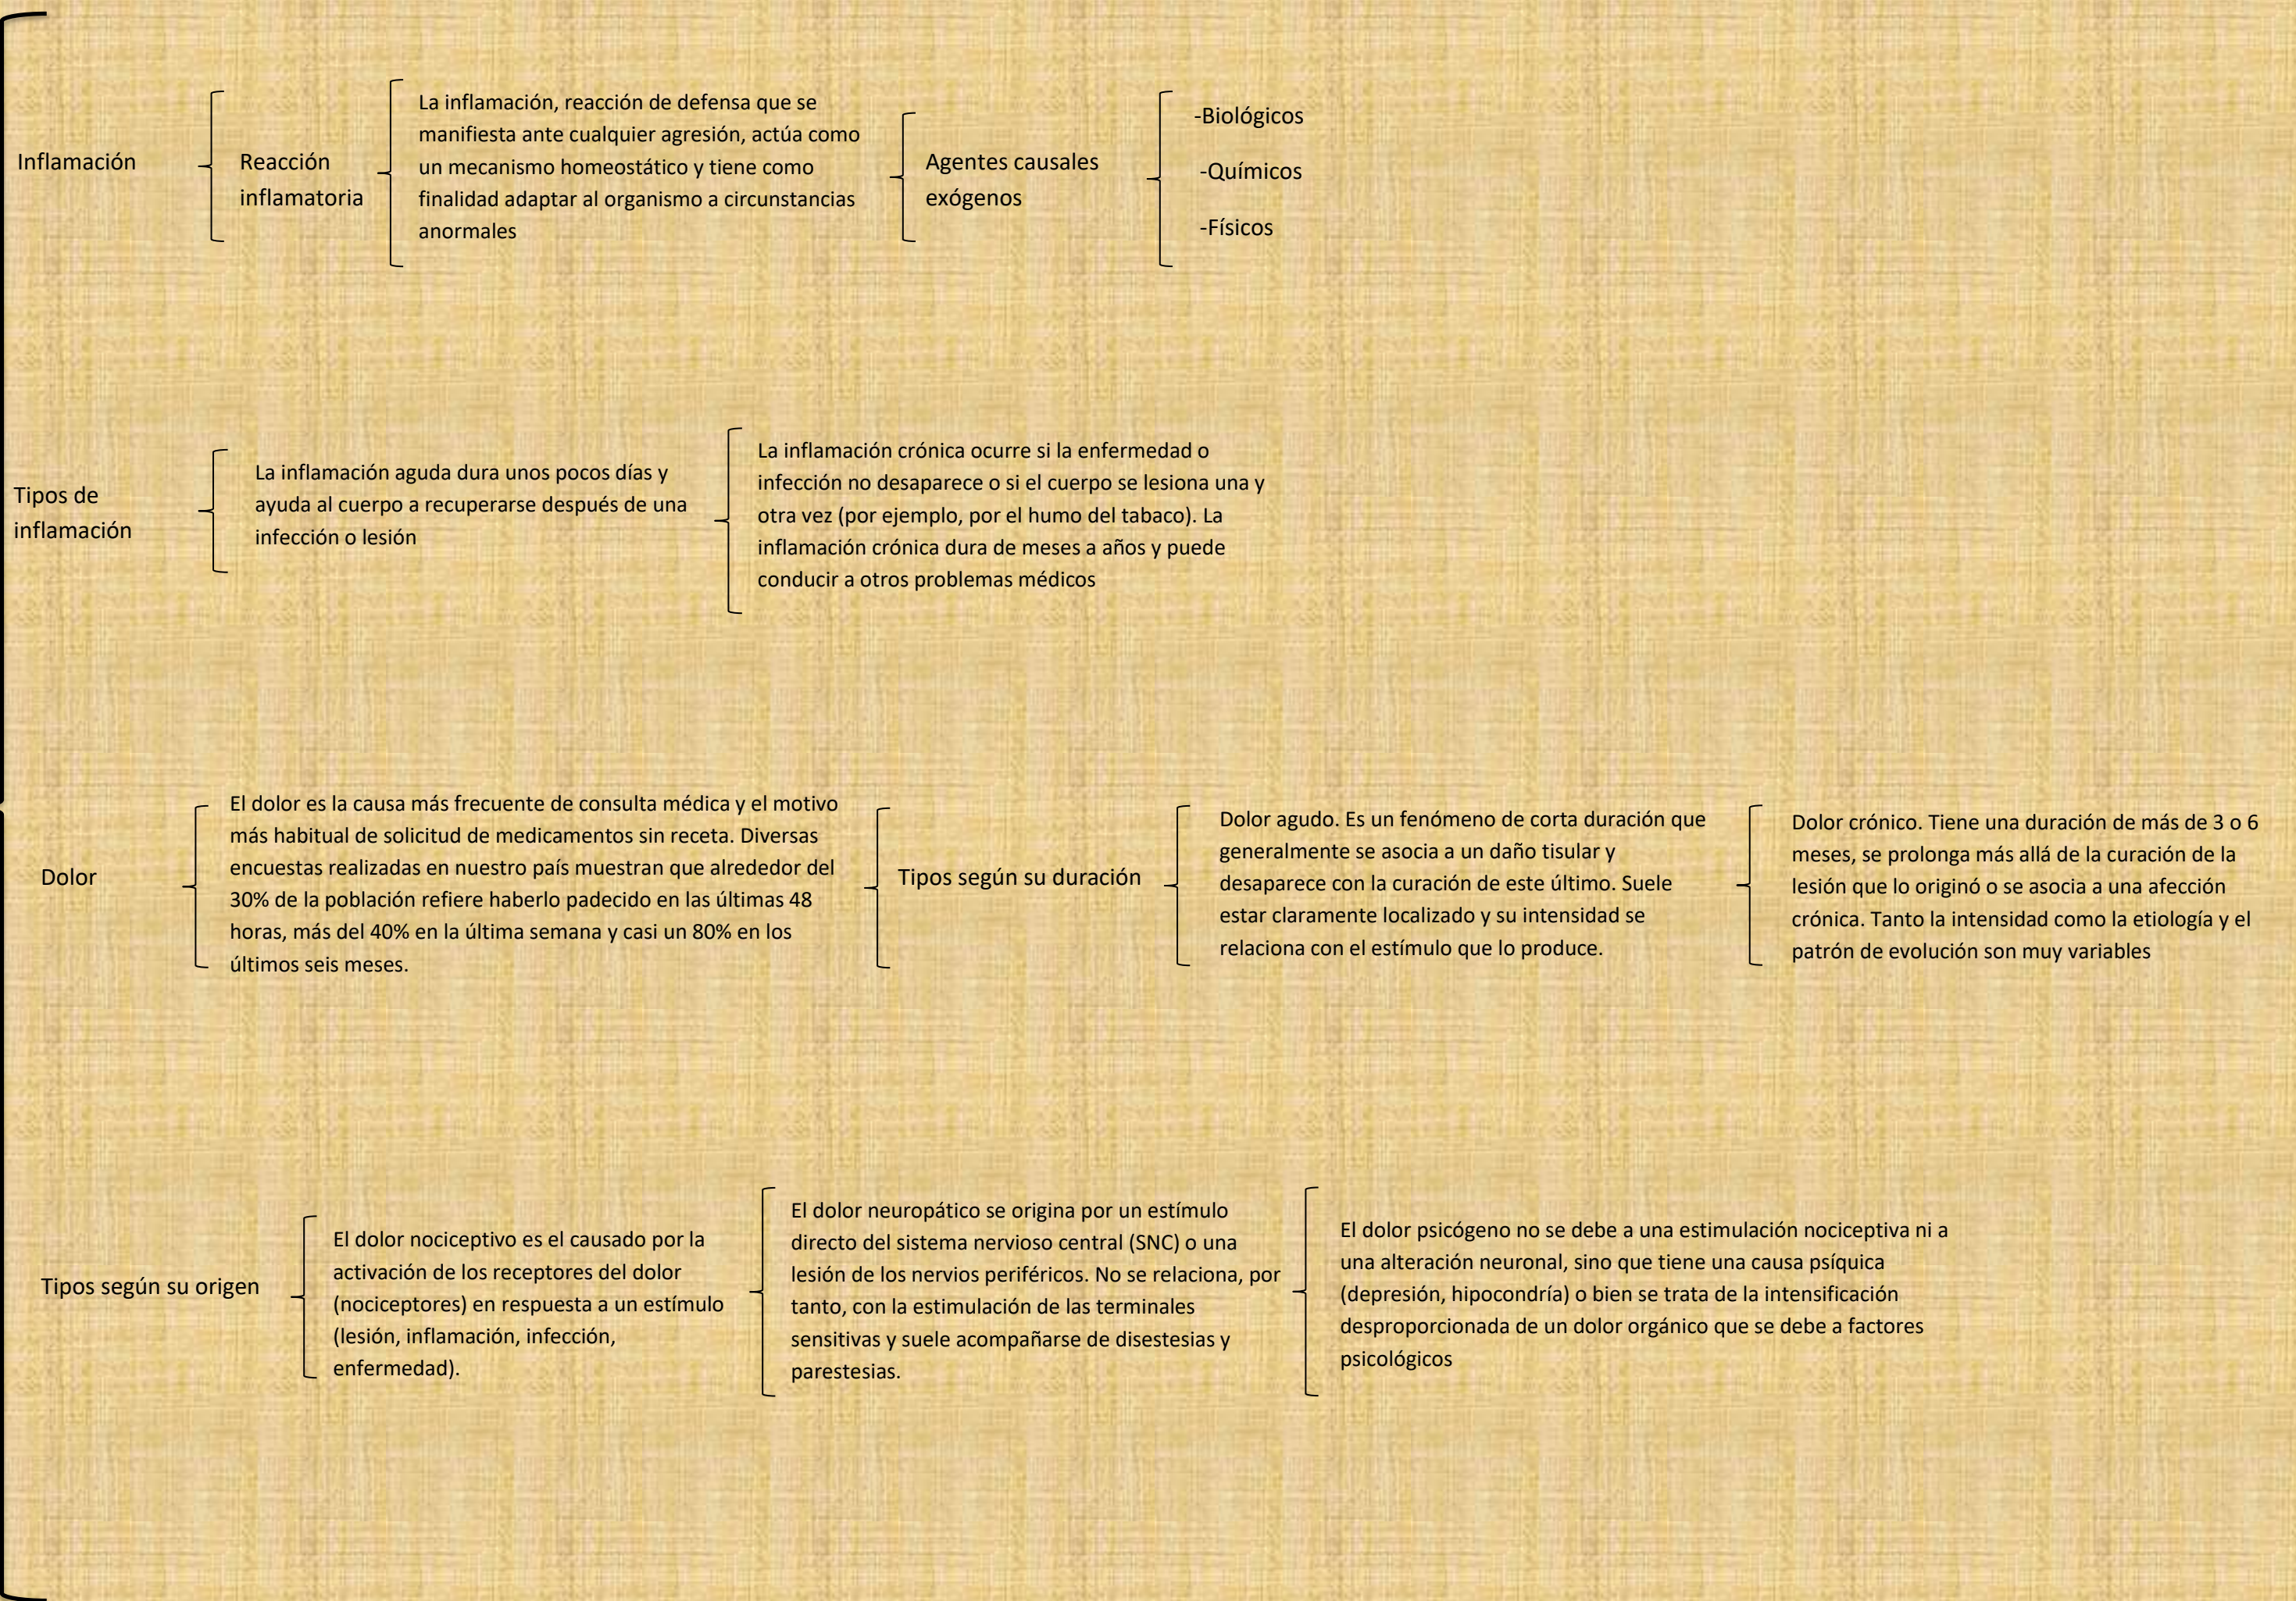 Inflamación
Reacción
inflamatoria
La inflamación, reacción de defensa que se
manifiesta ante cualquier agresión, actúa como
un mecanismo homeostático y tiene como
finalidad adaptar al organismo a circunstancias
anormales
Agentes causales
exógenos
-Biológicos
-Químicos
-Físicos
Tipos de
inflamación
La inflamación aguda dura unos pocos días y
ayuda al cuerpo a recuperarse después de una
infección o lesión
La inflamación crónica ocurre si la enfermedad o
infección no desaparece o si el cuerpo se lesiona una y
otra vez (por ejemplo, por el humo del tabaco). La
inflamación crónica dura de meses a años y puede
conducir a otros problemas médicos
Dolor
El dolor es la causa más frecuente de consulta médica y el motivo
más habitual de solicitud de medicamentos sin receta. Diversas
encuestas realizadas en nuestro país muestran que alrededor del
30% de la población refiere haberlo padecido en las últimas 48
horas, más del 40% en la última semana y casi un 80% en los
últimos seis meses.
Tipos según su duración
Dolor agudo. Es un fenómeno de corta duración que
generalmente se asocia a un daño tisular y
desaparece con la curación de este último. Suele
estar claramente localizado y su intensidad se
relaciona con el estímulo que lo produce.
Dolor crónico. Tiene una duración de más de 3 o 6
meses, se prolonga más allá de la curación de la
lesión que lo originó o se asocia a una afección
crónica. Tanto la intensidad como la etiología y el
patrón de evolución son muy variables
Tipos según su origen
El dolor nociceptivo es el causado por la
activación de los receptores del dolor
(nociceptores) en respuesta a un estímulo
(lesión, inflamación, infección,
enfermedad).
El dolor neuropático se origina por un estímulo
directo del sistema nervioso central (SNC) o una
lesión de los nervios periféricos. No se relaciona, por
tanto, con la estimulación de las terminales
sensitivas y suele acompañarse de disestesias y
parestesias.
El dolor psicógeno no se debe a una estimulación nociceptiva ni a
una alteración neuronal, sino que tiene una causa psíquica
(depresión, hipocondría) o bien se trata de la intensificación
desproporcionada de un dolor orgánico que se debe a factores
psicológicos